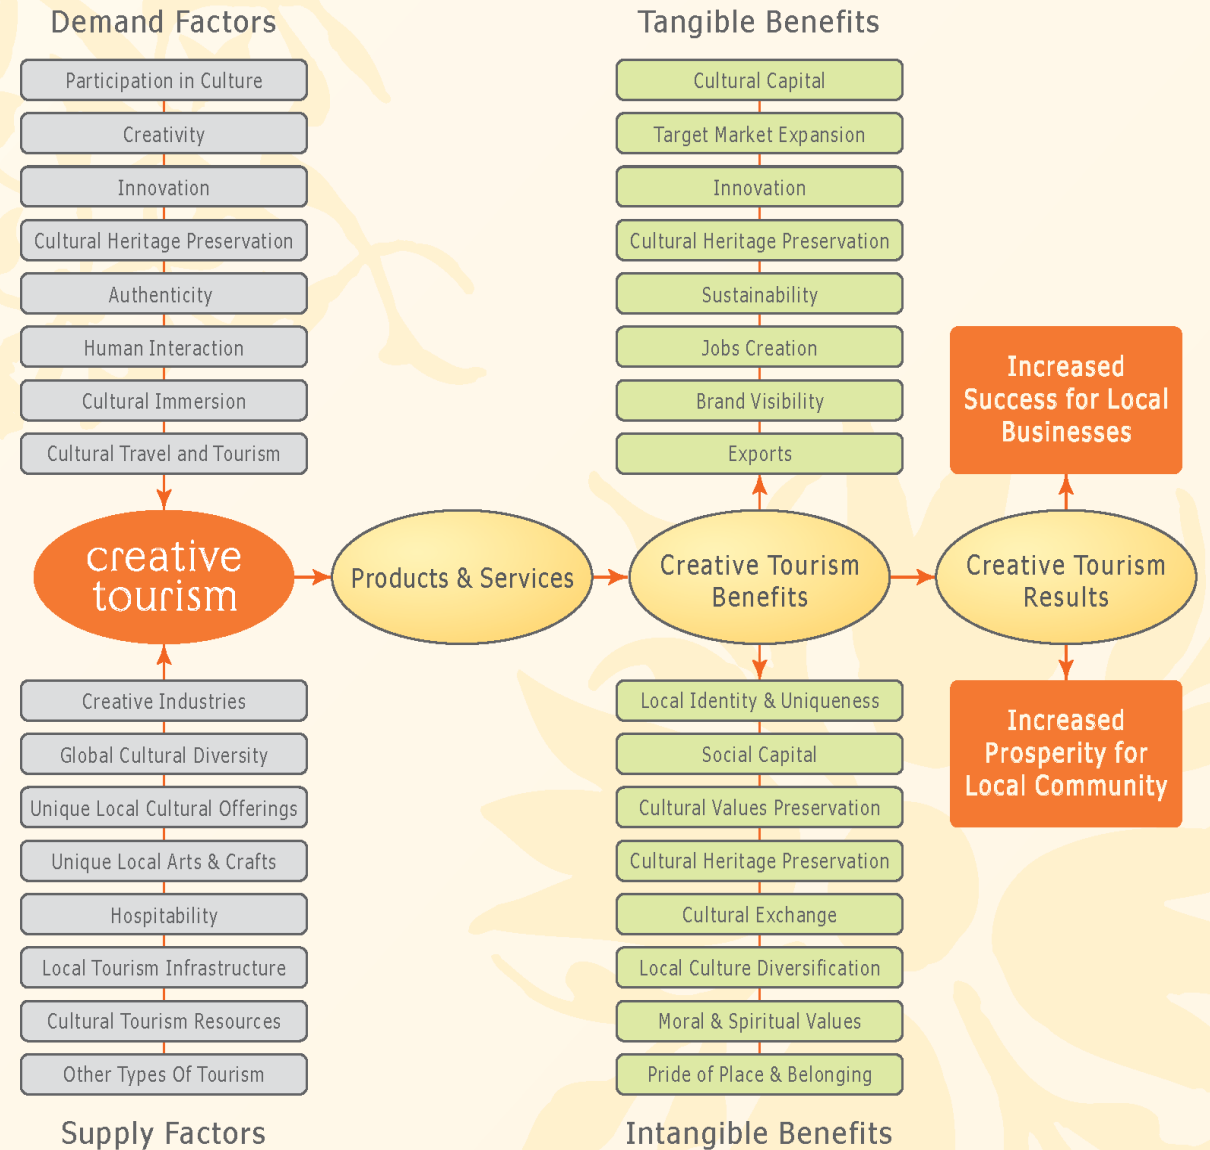 Demand Factors
Participation in Culture
Creativity
Innovation
Cultural Heritage Preservation
Authenticity
Human Interaction
Cultural Immersion
Cultural Travel and Tourism
creative
tourism
Creative Industries
Global Cultural Diversity
Unique Local Cultural Offerings
Unique Local Arts & Crafts
Hospitability
Local Tourism Infrastructure
Cultural Tourism Resources
Other Types Of Tourism
Supply Factors
Products & Services
Tangible Benefits
Cultural Capital
Target Market Expansion
Innovation
Cultural Heritage Preservation
Sustainability
Jobs Creation
Brand Visibility
Exports
Creative Tourism
Benefits
Local Identity & Uniqueness
Social Capital
Cultural Values Preservation
Cultural Heritage Preservation
Cultural Exchange
Local Culture Diversification
Moral & Spiritual Values
Pride of Place & Belonging
Intangible Benefits
Increased
Success for Local
Businesses
Creative Tourism
Results
Increased
Prosperity for
Local Community